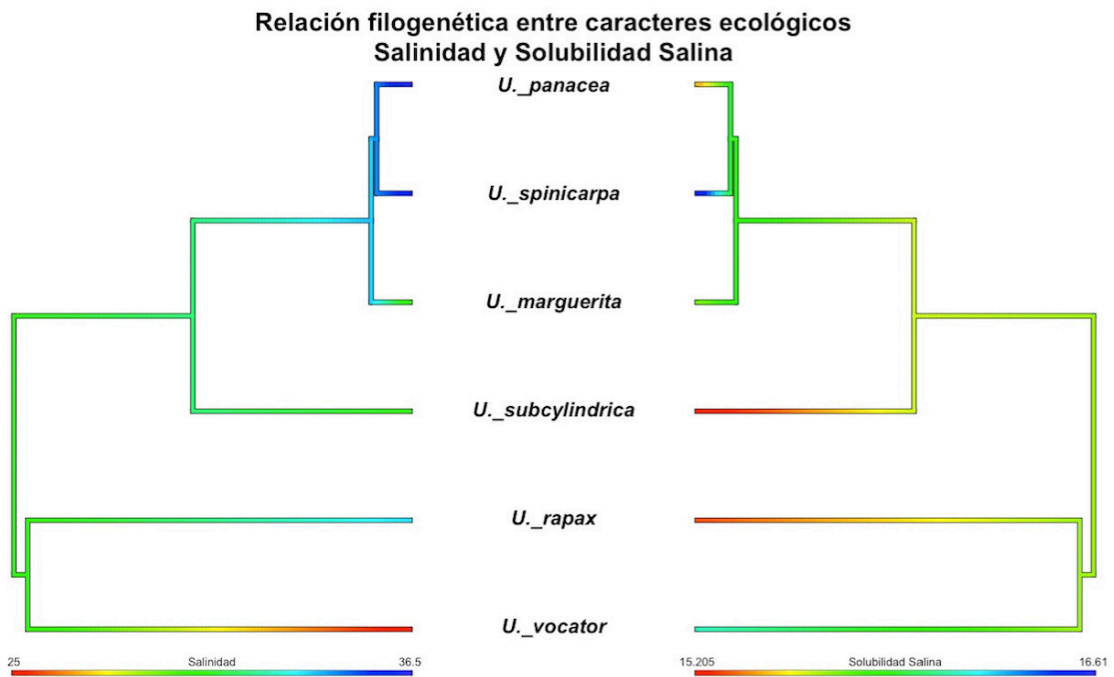 Relación filogenética entre caracteres ecológicos
Salinidad y Solubilidad Salina
U._panacea
U._spinicarpa
U._marguerita
U._subcylindrica
U._rapax
U._vocator
25 Salinidad 36.5
15.205 Solubilidad Salina 16.61